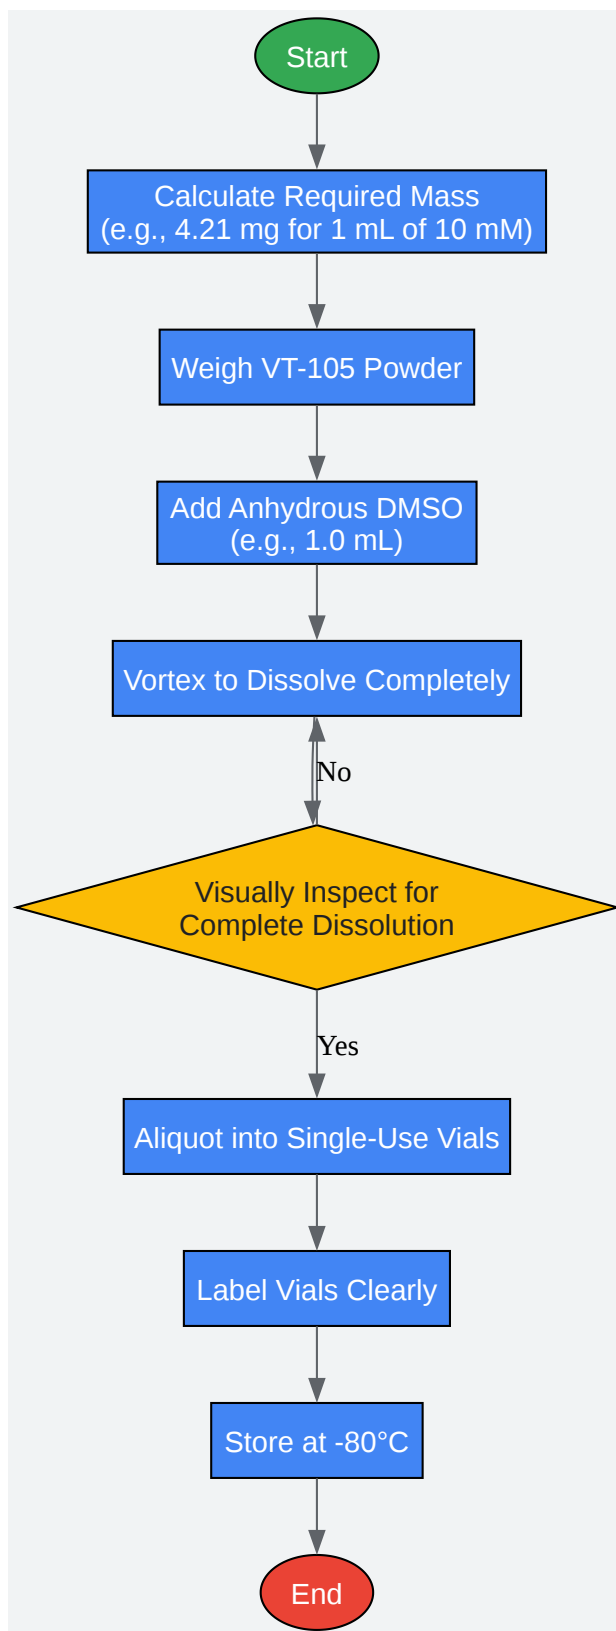 Start
Calculate Required Mass
(e.g., 4.21 mg for 1 mL of 10 mM)
Weigh VT-105 Powder
Add Anhydrous DMSO
(e.g., 1.0 mL)
Vortex to Dissolve Completely
No
Visually Inspect for
Complete Dissolution
Yes
Aliquot into Single-Use Vials
Label Vials Clearly
Store at -80°C
End